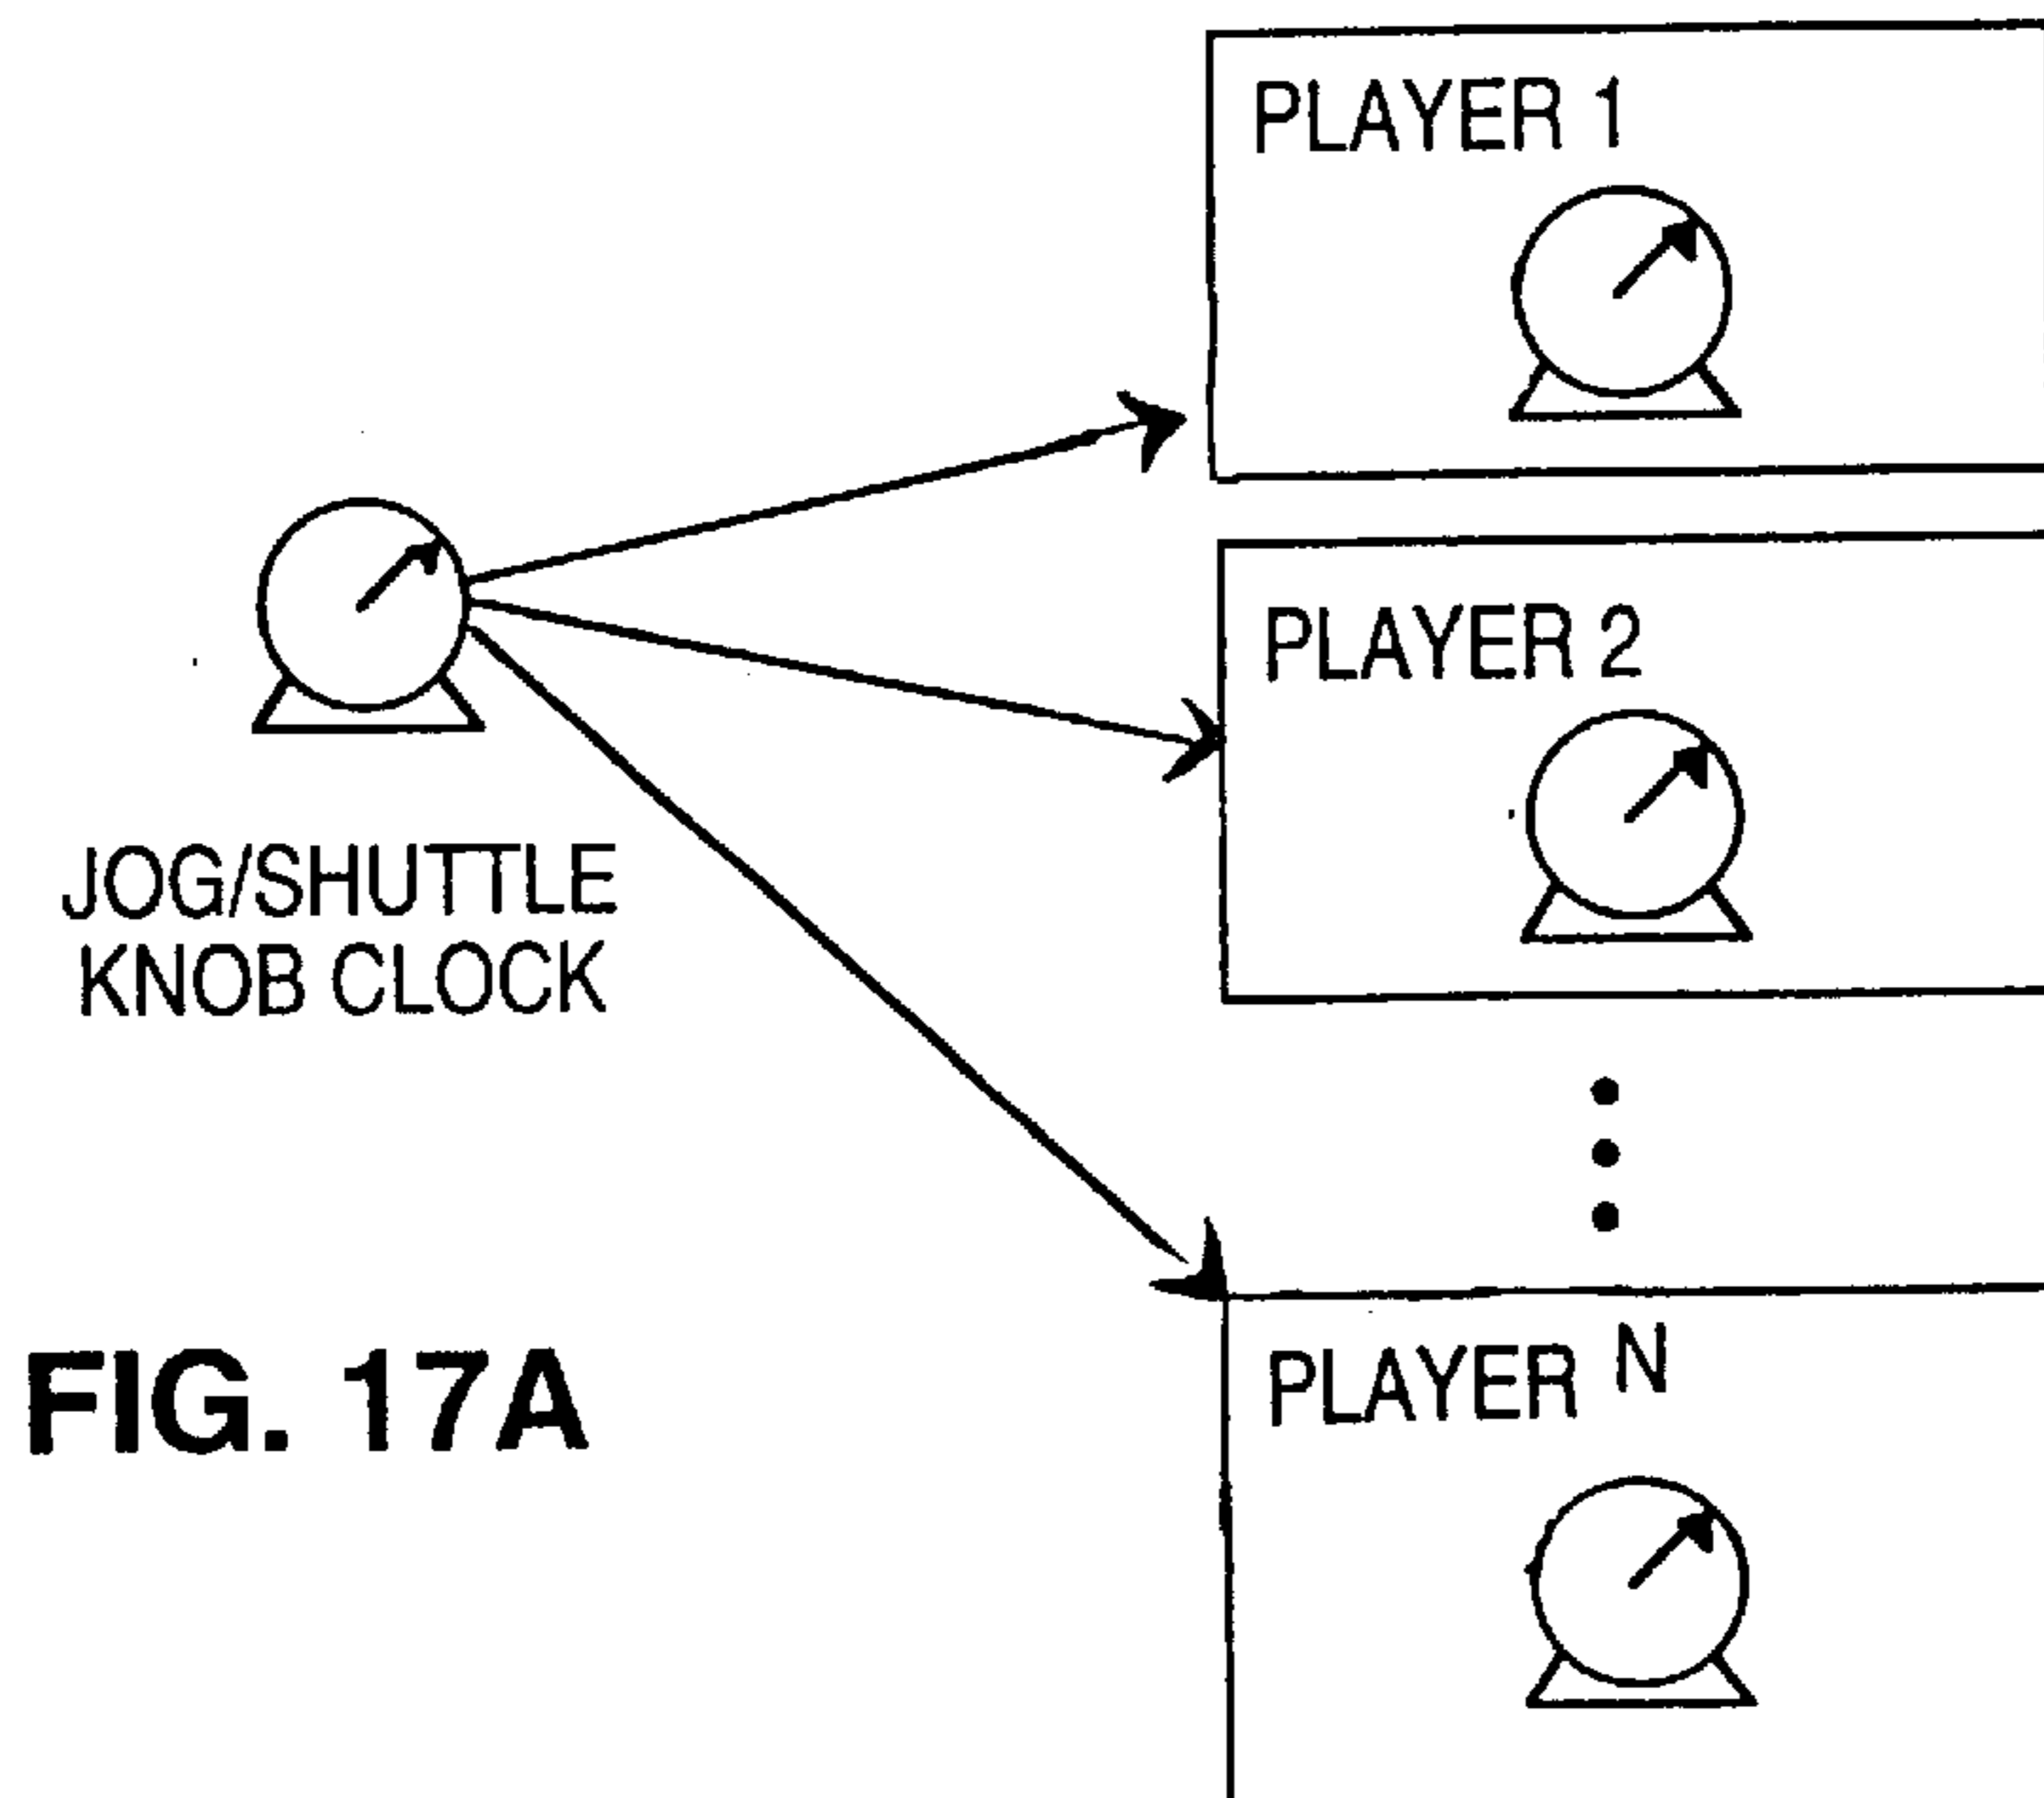 PLAYER 1
PLAYER 2
JOG/SHUTTLE
KNOB CLOCK
PLAYER N
FIG. 17A